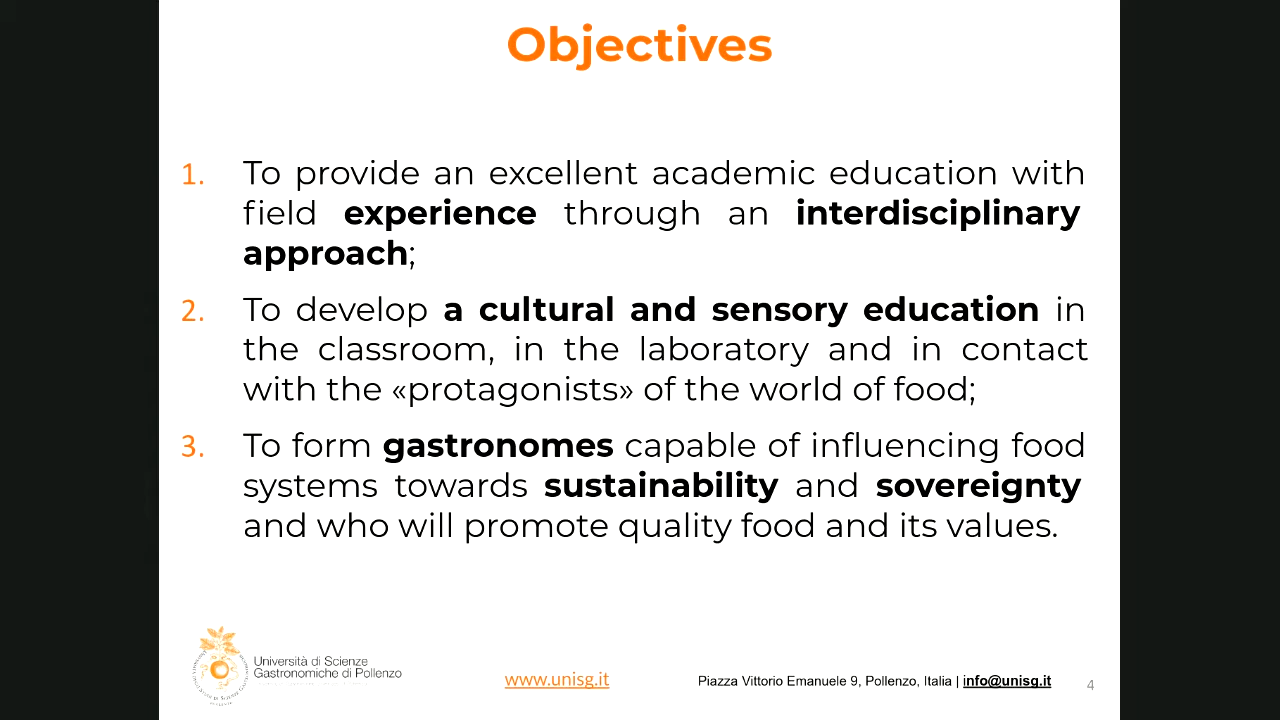 Objectives
1. To provide an excellent academic education with
field experience through an interdisciplinary
approach;
2. To develop a cultural and sensory education in
the classroom, in the laboratory and in contact
with the «protagonists» of the world of food;
3. To form gastronomes capable of influencing food
systems towards sustainability and sovereignty
and who will promote quality food and its values.
Università di Scienze
Gastronomiche di Pollenzo
www.unisg.it
Piazza Vittorio Emanuele 9, Pollenzo, Italia | info@unisg.it
4